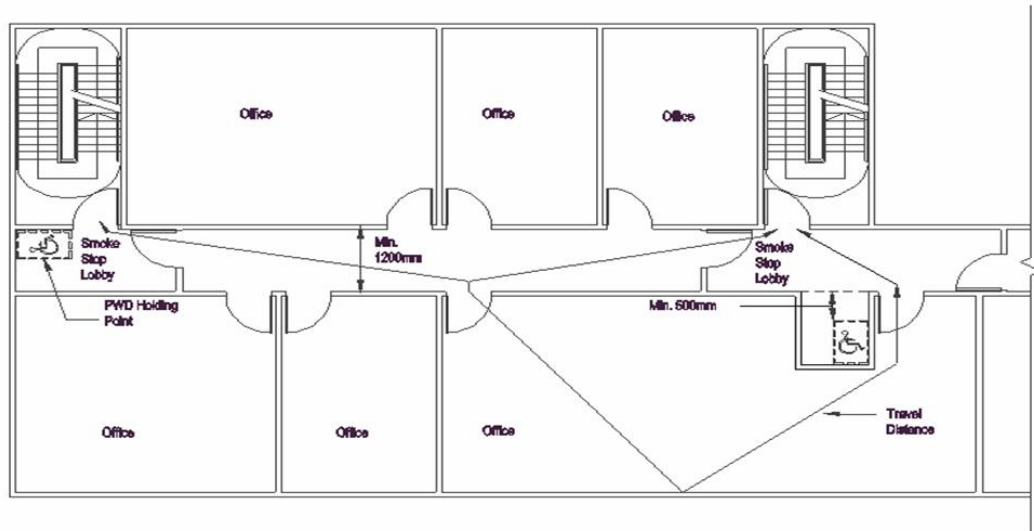 Office
Office
Office
Smoke
Stop
Lobby
Min.
1200mm
Smoke
Stop
Lobby
PWD Holding
Point
Min. 600mm
Office
Office
Office
Travel
Distance